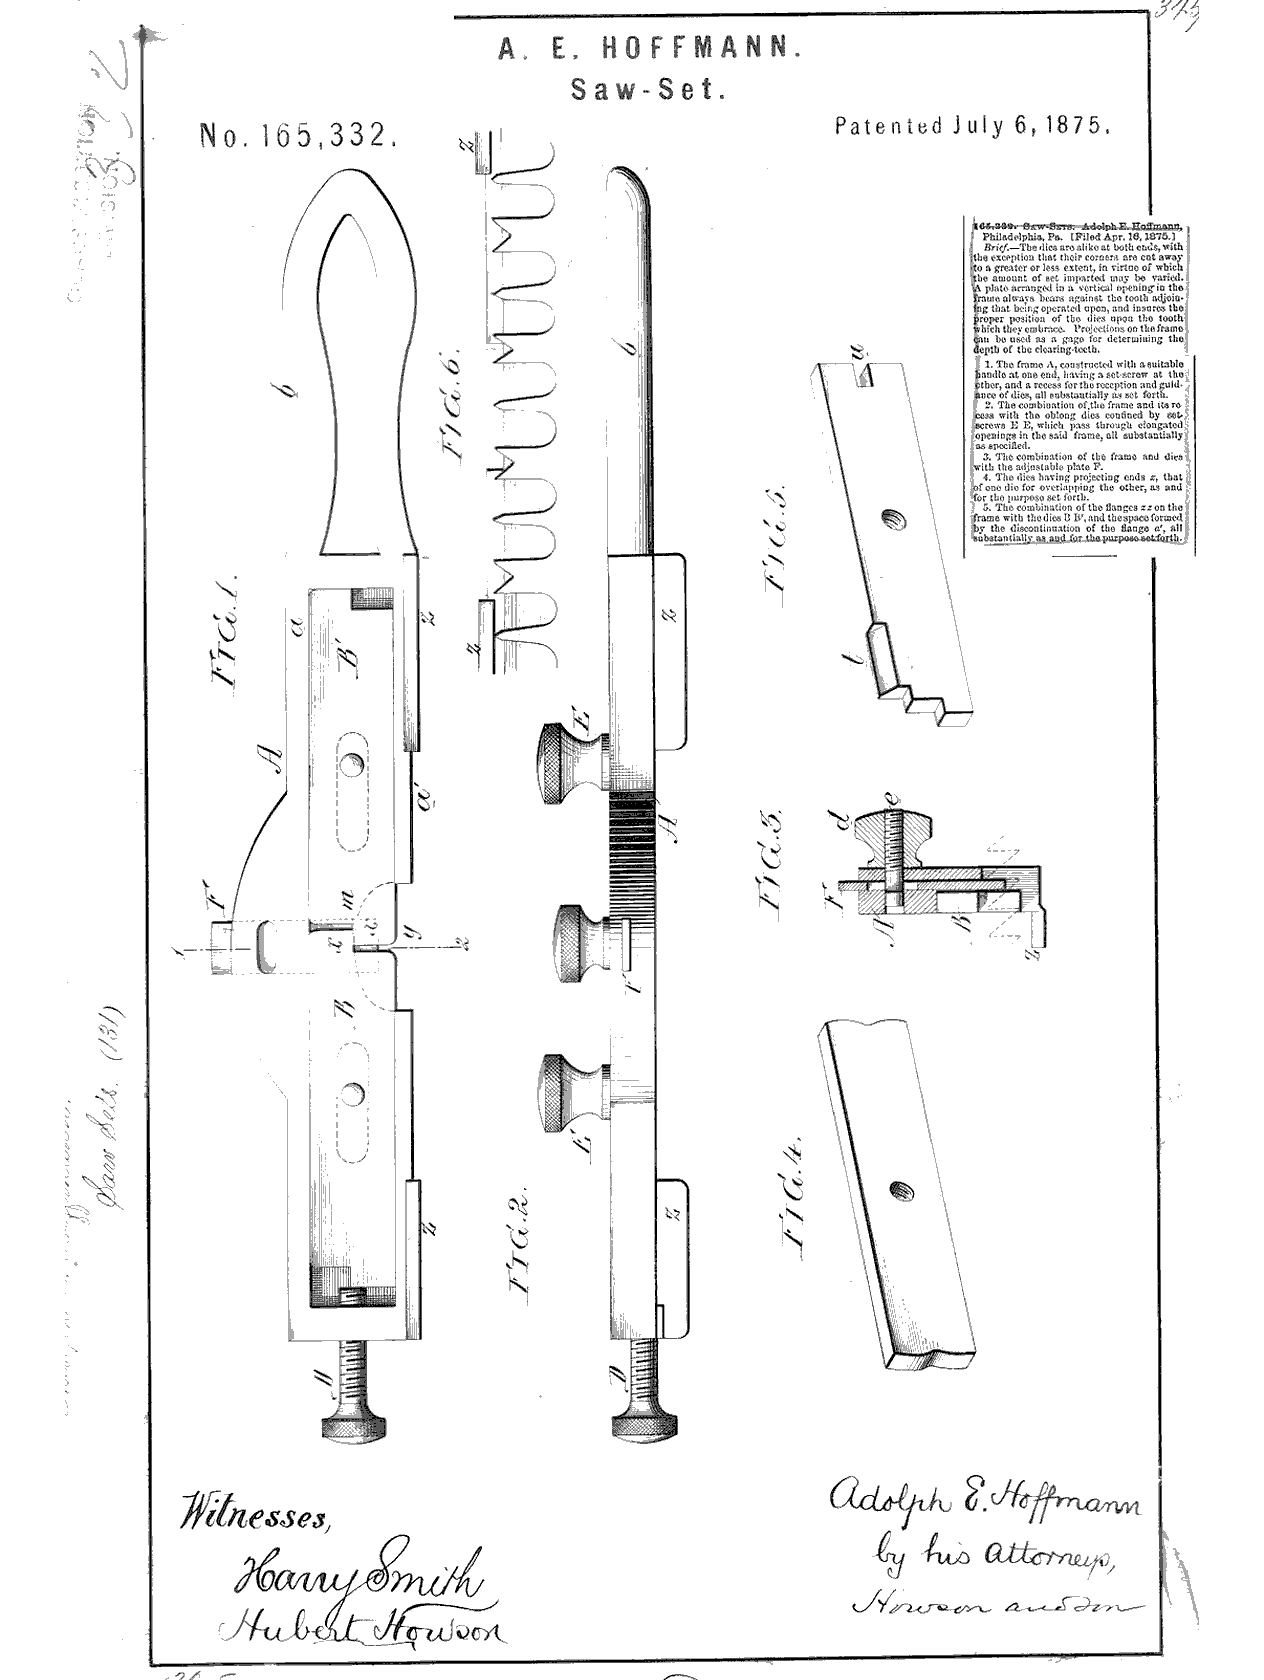 A. E. HOFFMANN.
Saw-Set.
No. 165,332.
Patented July 6, 1875.
165,332. SAW-SETS. Adolph E. Hoffmann,
Philadelphia, Pa. [Filed Apr. 16, 1875.]
Brief.—The dies are alike at both ends, with
the exception that their corners are cut away
to a greater or less extent, in virtue of which
the amount of set imparted may be varied.
A plate arranged in a vertical opening in the
frame always bears against the tooth adjoin-
ing that being operated upon, and insures the
proper position of the dies upon the tooth
which they embrace. Projections on the frame
can be used as a gage for determining the
depth of the clearing-teeth.
1. The frame A, constructed with a suitable
handle at one end, having a set-screw at the
other, and a recess for the reception and guid-
ance of dies, all substantially as set forth.
2. The combination of the frame and its re-
cess with the oblong dies confined by set-
screws E E, which pass through elongated
openings in the said frame, all substantially
as specified.
3. The combination of the frame and dies
with the adjustable plate F.
4. The dies having projecting ends x, that
of one die for overlapping the other, as and
for the purpose set forth.
5. The combination of the flanges z z on the
frame with the dies B B', and the space formed
by the discontinuation of the flange a', all
substantially as and for the purpose set forth.
FIG. 1.
b
a
B'
z
A
a'
F
m
x
x
y
1
2
B
z
D
FIG. 6.
z
z
FIG. 2.
b
z
E
A
F
E
z
D
FIG. 5.
u
t
FIG. 3.
d
e
F
A
B
z
FIG. 4.
Saw Sets. (131)
Witnesses,
Harry Smith
Hubert Howson
Adolph E. Hoffmann
by his Attorneys,
Howson and Son